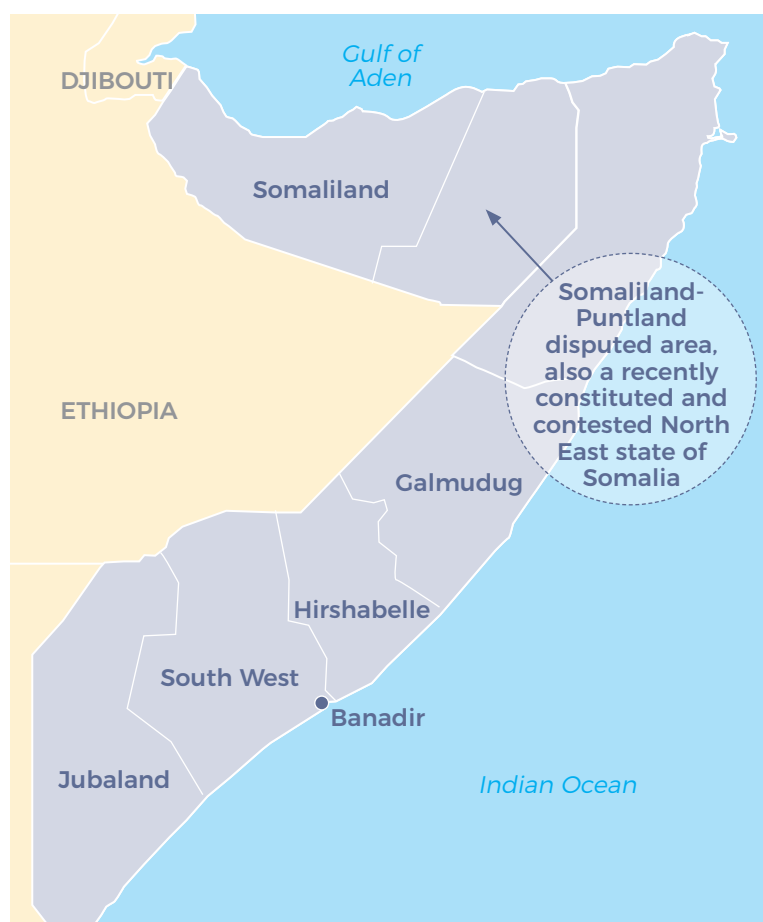 Gulf of
Aden
DJIBOUTI
Somaliland
Somaliland-
Puntland
disputed area,
also a recently
constituted and
contested North
East state of
Somalia
ETHIOPIA
Galmudug
Hirshabelle
South West
Banadir
Jubaland
Indian Ocean